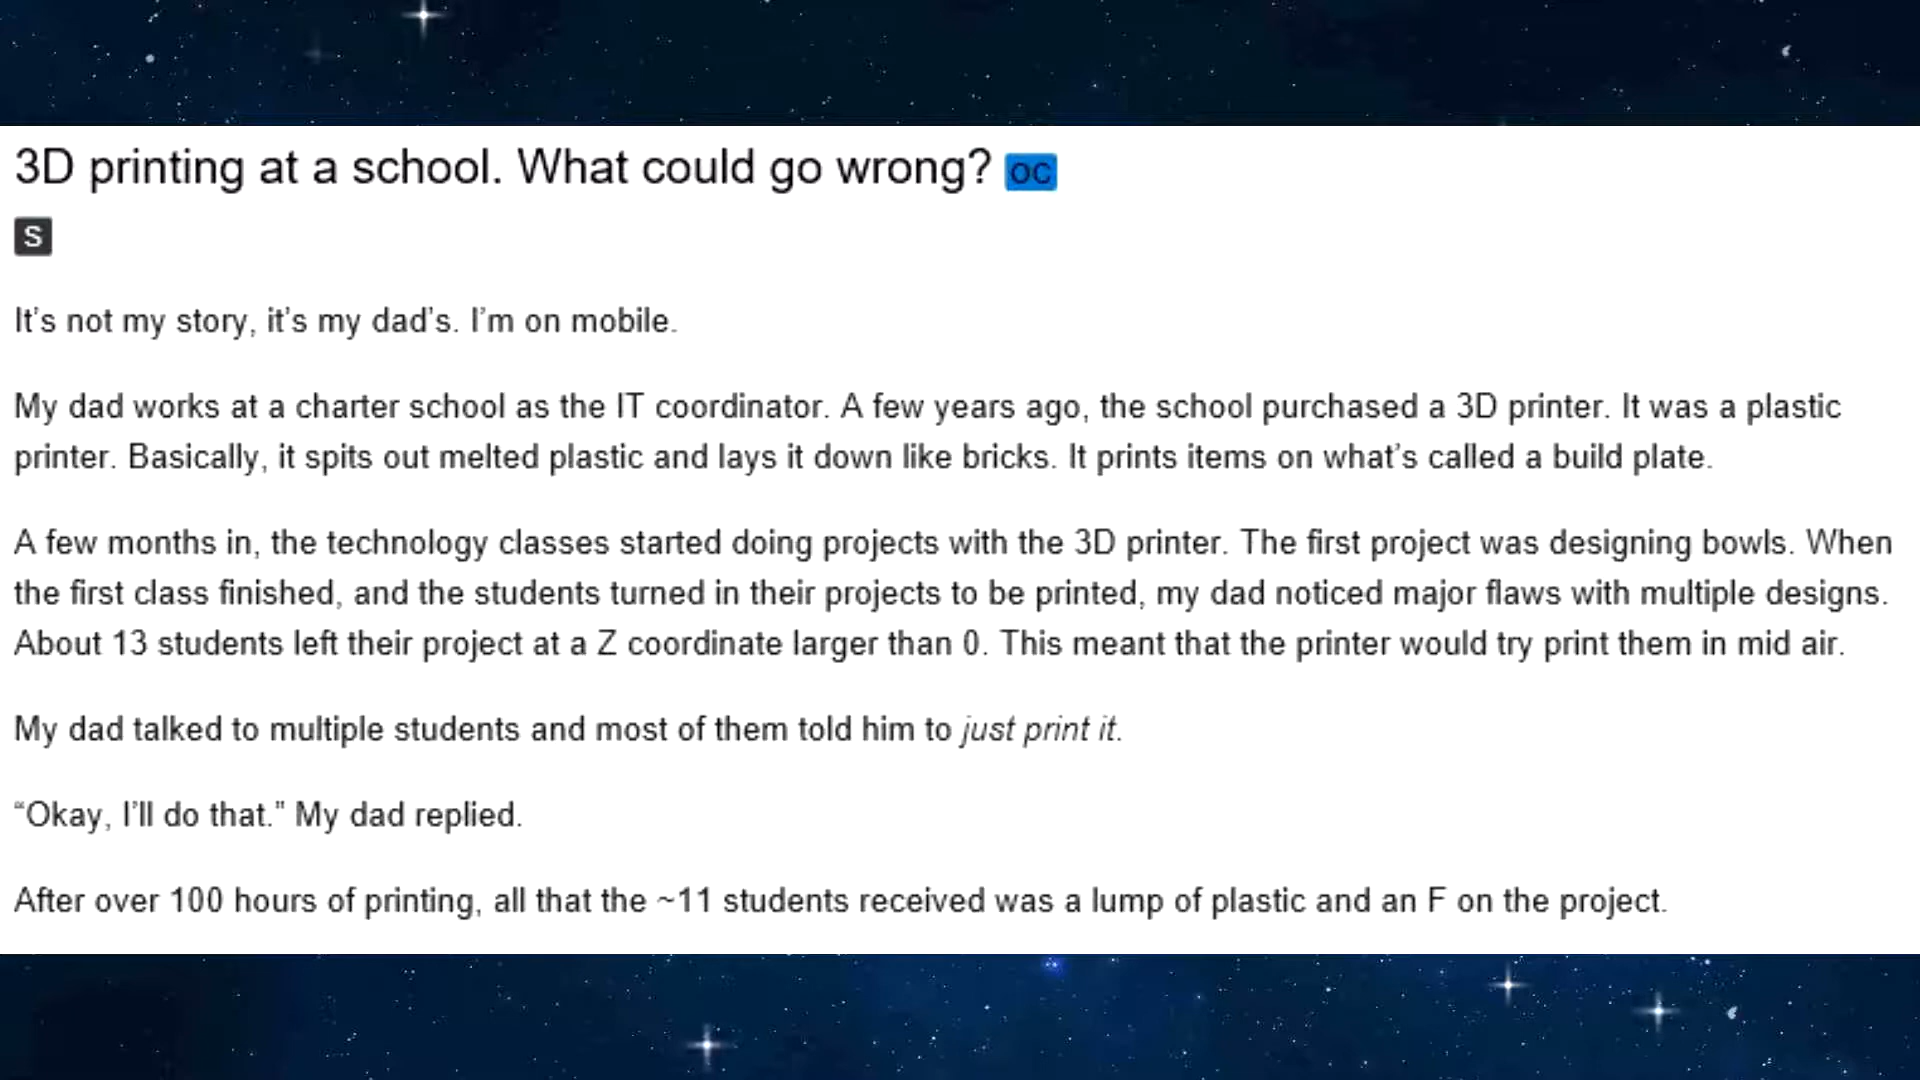 3D printing at a school. What could go wrong? OC
S
It's not my story, it's my dad's. I'm on mobile.
My dad works at a charter school as the IT coordinator. A few years ago, the school purchased a 3D printer. It was a plastic
printer. Basically, it spits out melted plastic and lays it down like bricks. It prints items on what's called a build plate.
A few months in, the technology classes started doing projects with the 3D printer. The first project was designing bowls. When
the first class finished, and the students turned in their projects to be printed, my dad noticed major flaws with multiple designs.
About 13 students left their project at a Z coordinate larger than 0. This meant that the printer would try print them in mid air.
My dad talked to multiple students and most of them told him to just print it.
“Okay, I’ll do that.” My dad replied.
After over 100 hours of printing, all that the ~11 students received was a lump of plastic and an F on the project.